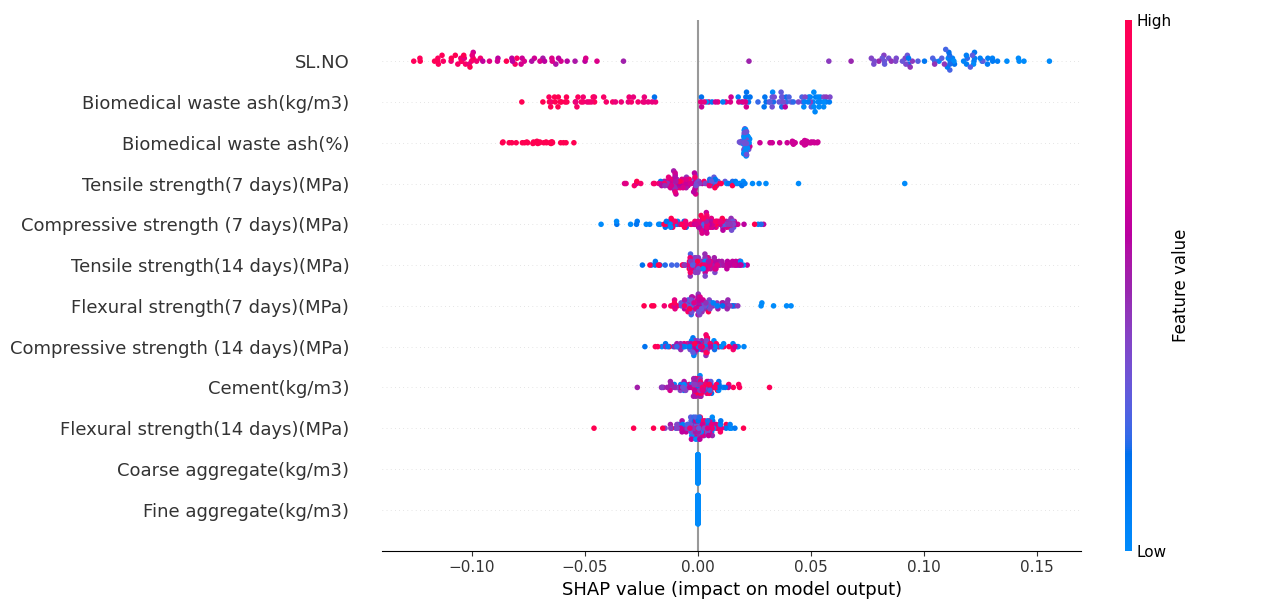 High
SL.NO
Biomedical waste ash(kg/m3)
Biomedical waste ash(%)
Tensile strength(7 days)(MPa)
Compressive strength (7 days)(MPa)
Tensile strength(14 days)(MPa)
Flexural strength(7 days)(MPa)
Compressive strength (14 days)(MPa)
Cement(kg/m3)
Flexural strength(14 days)(MPa)
Coarse aggregate(kg/m3)
Fine aggregate(kg/m3)
Feature value
Low
−0.10 −0.05 0.00 0.05 0.10 0.15
SHAP value (impact on model output)